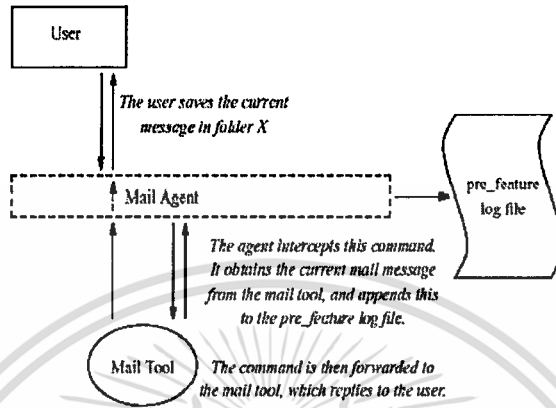 User
The user saves the current
message in folder X
Mail Agent
pre_feature
log file
The agent intercepts this command.
It obtains the current mail message
from the mail tool, and appends this
to the pre_feature log file.
Mail Tool
The command is then forwarded to
the mail tool, which replies to the user.